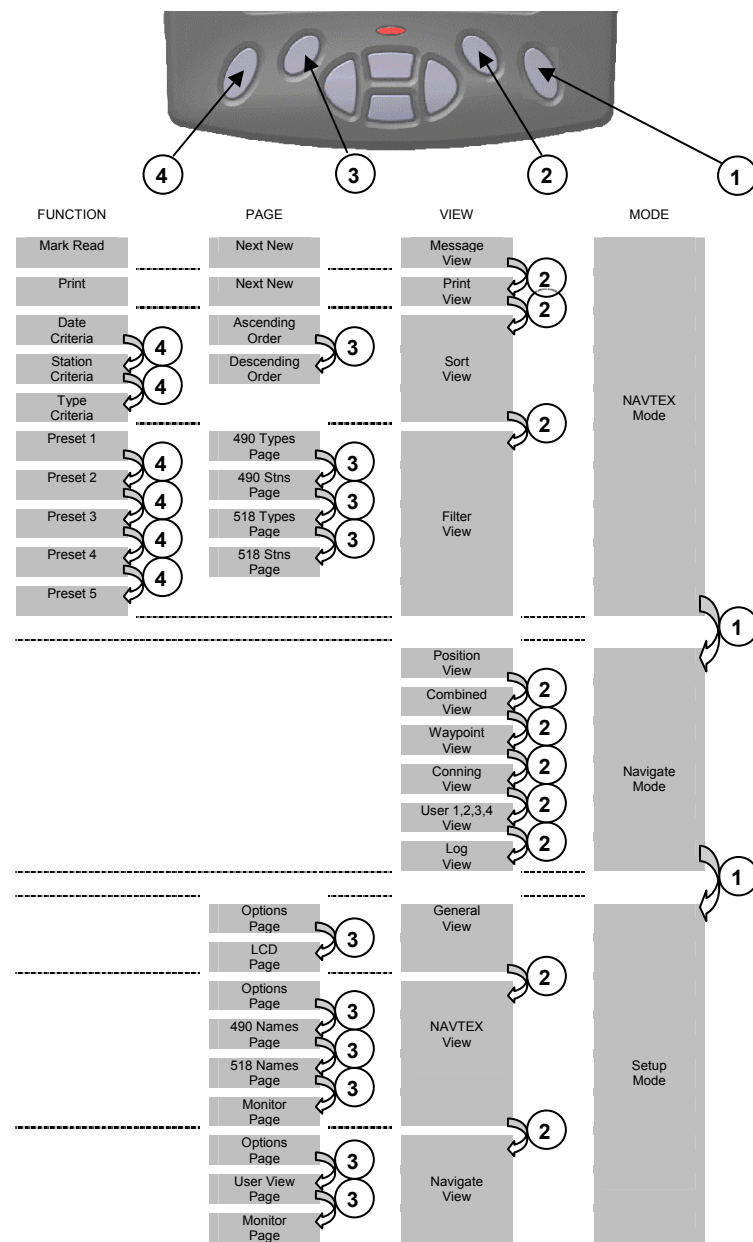 4
3
2
1
FUNCTION
PAGE
VIEW
MODE
Mark Read
Next New
Message
View
2
Print
Next New
Print
View
2
Date
Criteria
4
Station
Criteria
4
Type
Criteria
Ascending
Order
3
Descending
Order
Sort
View
2
NAVTEX
Mode
Preset 1
4
Preset 2
4
Preset 3
4
Preset 4
4
Preset 5
490 Types
Page
3
490 Stns
Page
3
518 Types
Page
3
518 Stns
Page
Filter
View
1
Position
View
2
Combined
View
2
Waypoint
View
2
Conning
View
2
User 1,2,3,4
View
2
Log
View
Navigate
Mode
1
Options
Page
3
LCD
Page
General
View
2
Options
Page
3
490 Names
Page
3
518 Names
Page
3
Monitor
Page
NAVTEX
View
2
Setup
Mode
Options
Page
3
User View
Page
3
Monitor
Page
Navigate
View